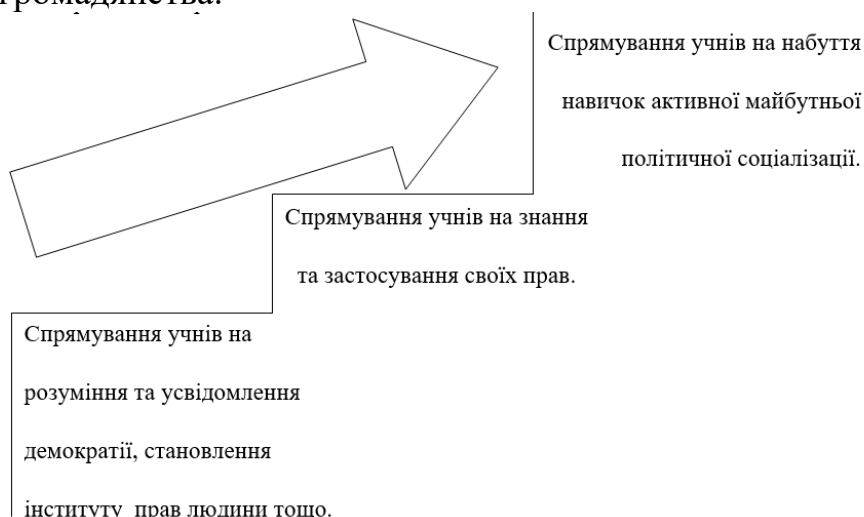 громадянства.
Спрямування учнів на набуття
навичок активної майбутньої
політичної соціалізації.
Спрямування учнів на знання
та застосування своїх прав.
Спрямування учнів на
розуміння та усвідомлення
демократії, становлення
інституту прав людини тощо.